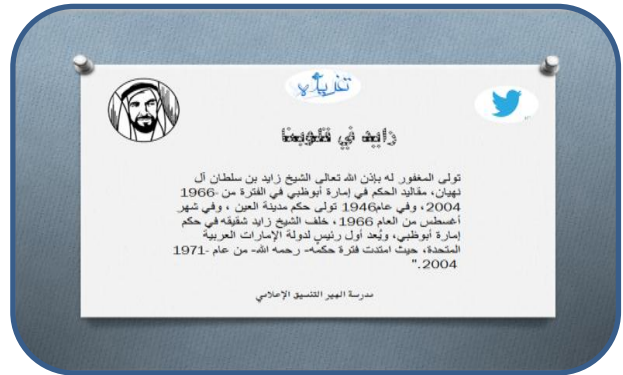 تغريدة
زايد في قلوبنا
تولى المغفور له بإذن الله تعالى الشيخ زايد بن سلطان آل
نهيان، مقاليد الحكم في إمارة أبوظبي في الفترة من 1966-
2004، وفي عام1946 تولى حكم مدينة العين ، وفي شهر
أغسطس من العام 1966، خلف الشيخ زايد شقيقه في حكم
إمارة أبوظبي، ويُعد أول رئيسٍ لدولة الإمارات العربية
المتحدة، حيث امتدت فترة حكمه- رحمه الله- من عام 1971-
2004."
مدرسة الهير التنسيق الإعلامي